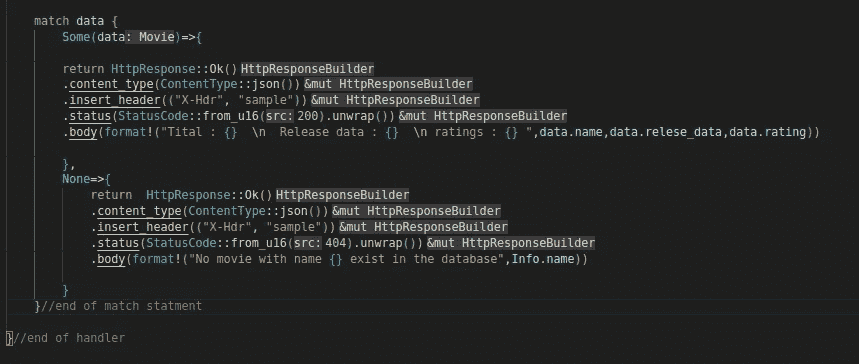 match data {
Some(data: Movie)=>{
return HttpResponse::Ok() HttpResponseBuilder
.content_type(ContentType::json()) &mut HttpResponseBuilder
.insert_header(("X-Hdr", "sample")) &mut HttpResponseBuilder
.status(StatusCode::from_u16(src: 200).unwrap()) &mut HttpResponseBuilder
.body(format!("Tital : {}  \n  Release data : {}  \n ratings : {} ",data.name,data.relese_data,data.rating))
},
None=>{
return  HttpResponse::Ok() HttpResponseBuilder
.content_type(ContentType::json()) &mut HttpResponseBuilder
.insert_header(("X-Hdr", "sample")) &mut HttpResponseBuilder
.status(StatusCode::from_u16(src: 404).unwrap()) &mut HttpResponseBuilder
.body(format!("No movie with name {} exist in the database",Info.name))
}
}//end of match statment
}//end of handler